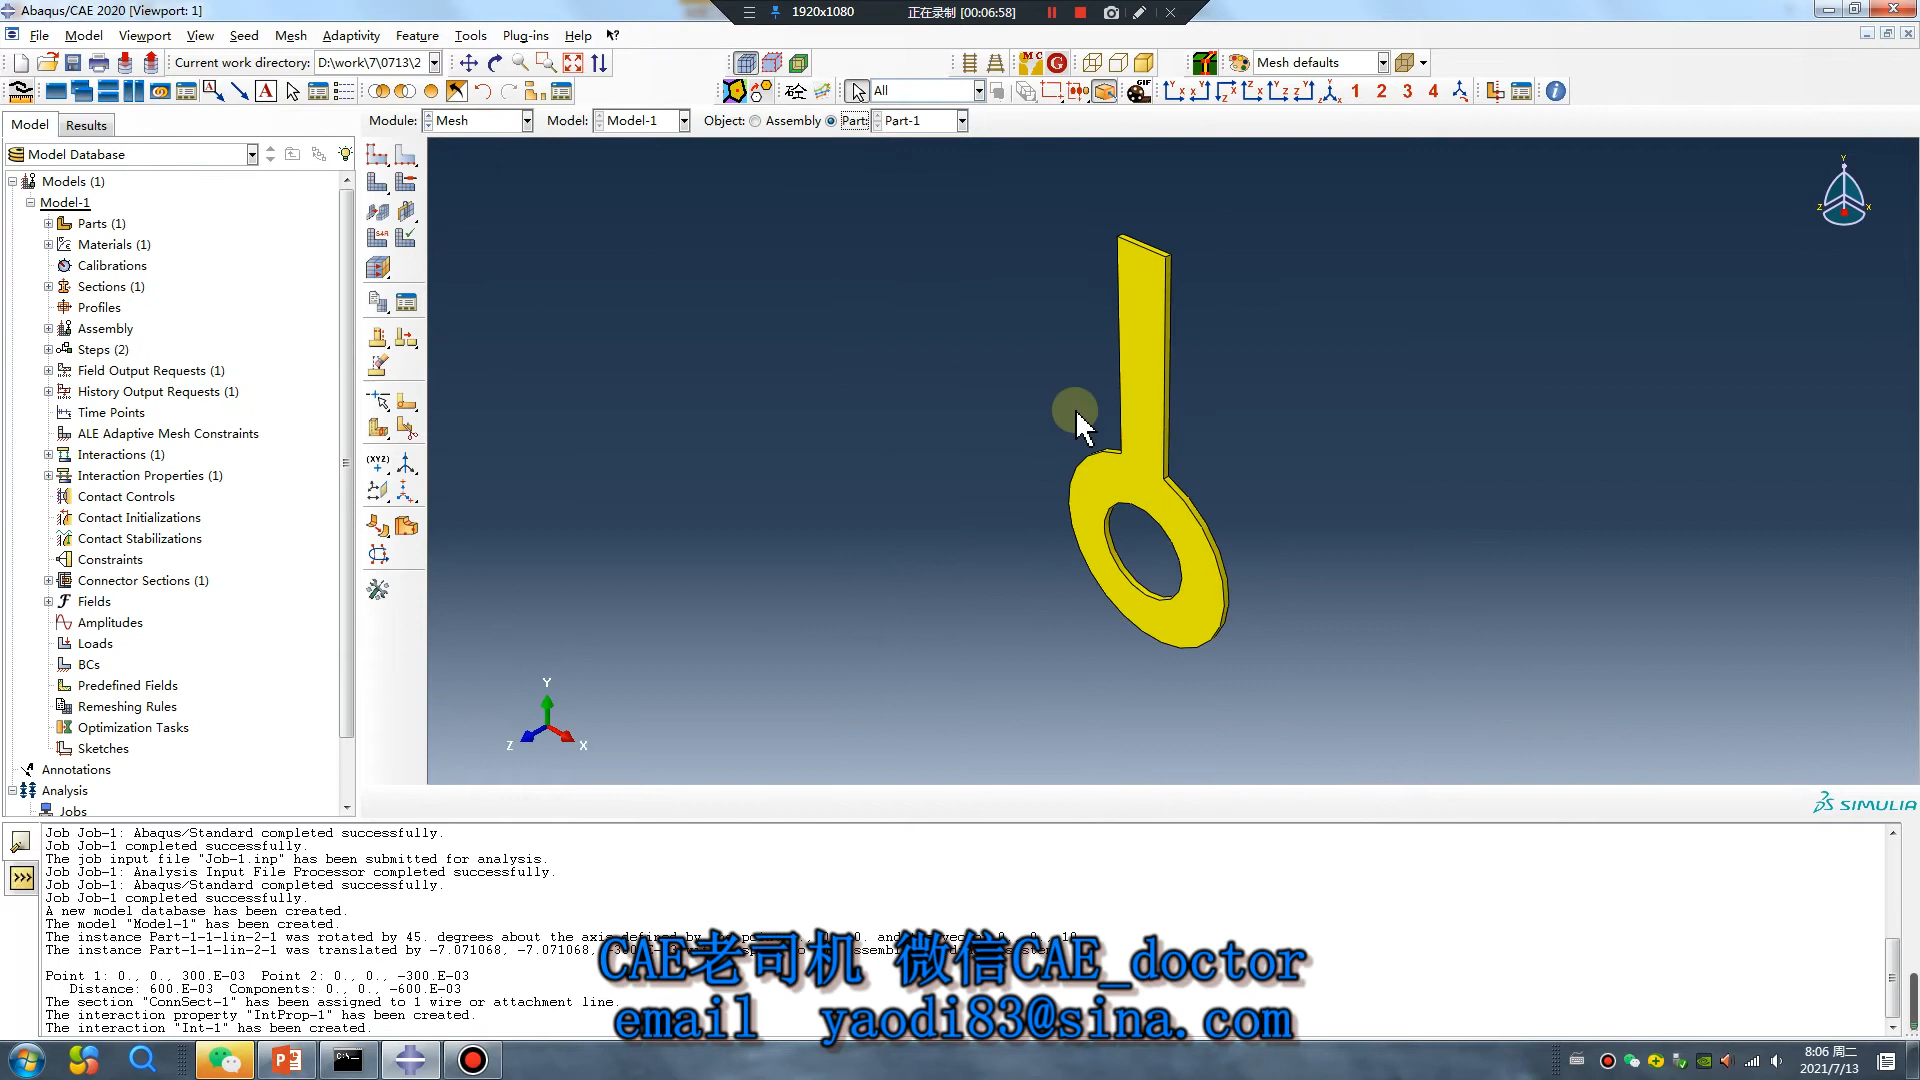 Abaqus/CAE 2020 [Viewport: 1]
1920x1080
正在录制 [00:06:58]
File
Model
Viewport
View
Seed
Mesh
Adaptivity
Feature
Tools
Plug-ins
Help
Current work directory: D:\work\7\0713\2
Mesh defaults
All
1 2 3 4
Model
Results
Module: Mesh
Model: Model-1
Object: Assembly Part: Part-1
Model Database
Models (1)
Model-1
Parts (1)
Materials (1)
Calibrations
Sections (1)
Profiles
Assembly
Steps (2)
Field Output Requests (1)
History Output Requests (1)
Time Points
ALE Adaptive Mesh Constraints
Interactions (1)
Interaction Properties (1)
Contact Controls
Contact Initializations
Contact Stabilizations
Constraints
Connector Sections (1)
Fields
Amplitudes
Loads
BCs
Predefined Fields
Remeshing Rules
Optimization Tasks
Sketches
Annotations
Analysis
Jobs
Y
Z
X
Y
Z
X
SIMULIA
Job Job-1: Abaqus/Standard completed successfully.
Job Job-1 completed successfully.
The job input file "Job-1.inp" has been submitted for analysis.
Job Job-1: Analysis Input File Processor completed successfully.
Job Job-1: Abaqus/Standard completed successfully.
Job Job-1 completed successfully.
A new model database has been created.
The model "Model-1" has been created.
The instance Part-1-1-lin-2-1 was rotated by 45. degrees about the axis defined by
The instance Part-1-1-lin-2-1 was translated by -7.071068, -7.071068,
Point 1: 0., 0., 300.E-03 Point 2: 0., 0., -300.E-03
Distance: 600.E-03 Components: 0., 0., -600.E-03
The section "ConnSect-1" has been assigned to 1 wire or attachment line.
The interaction property "IntProp-1" has been created.
The interaction "Int-1" has been created.
CAE老司机 微信CAE_doctor
email yaodi83@sina.com
8:06 周二
2021/7/13